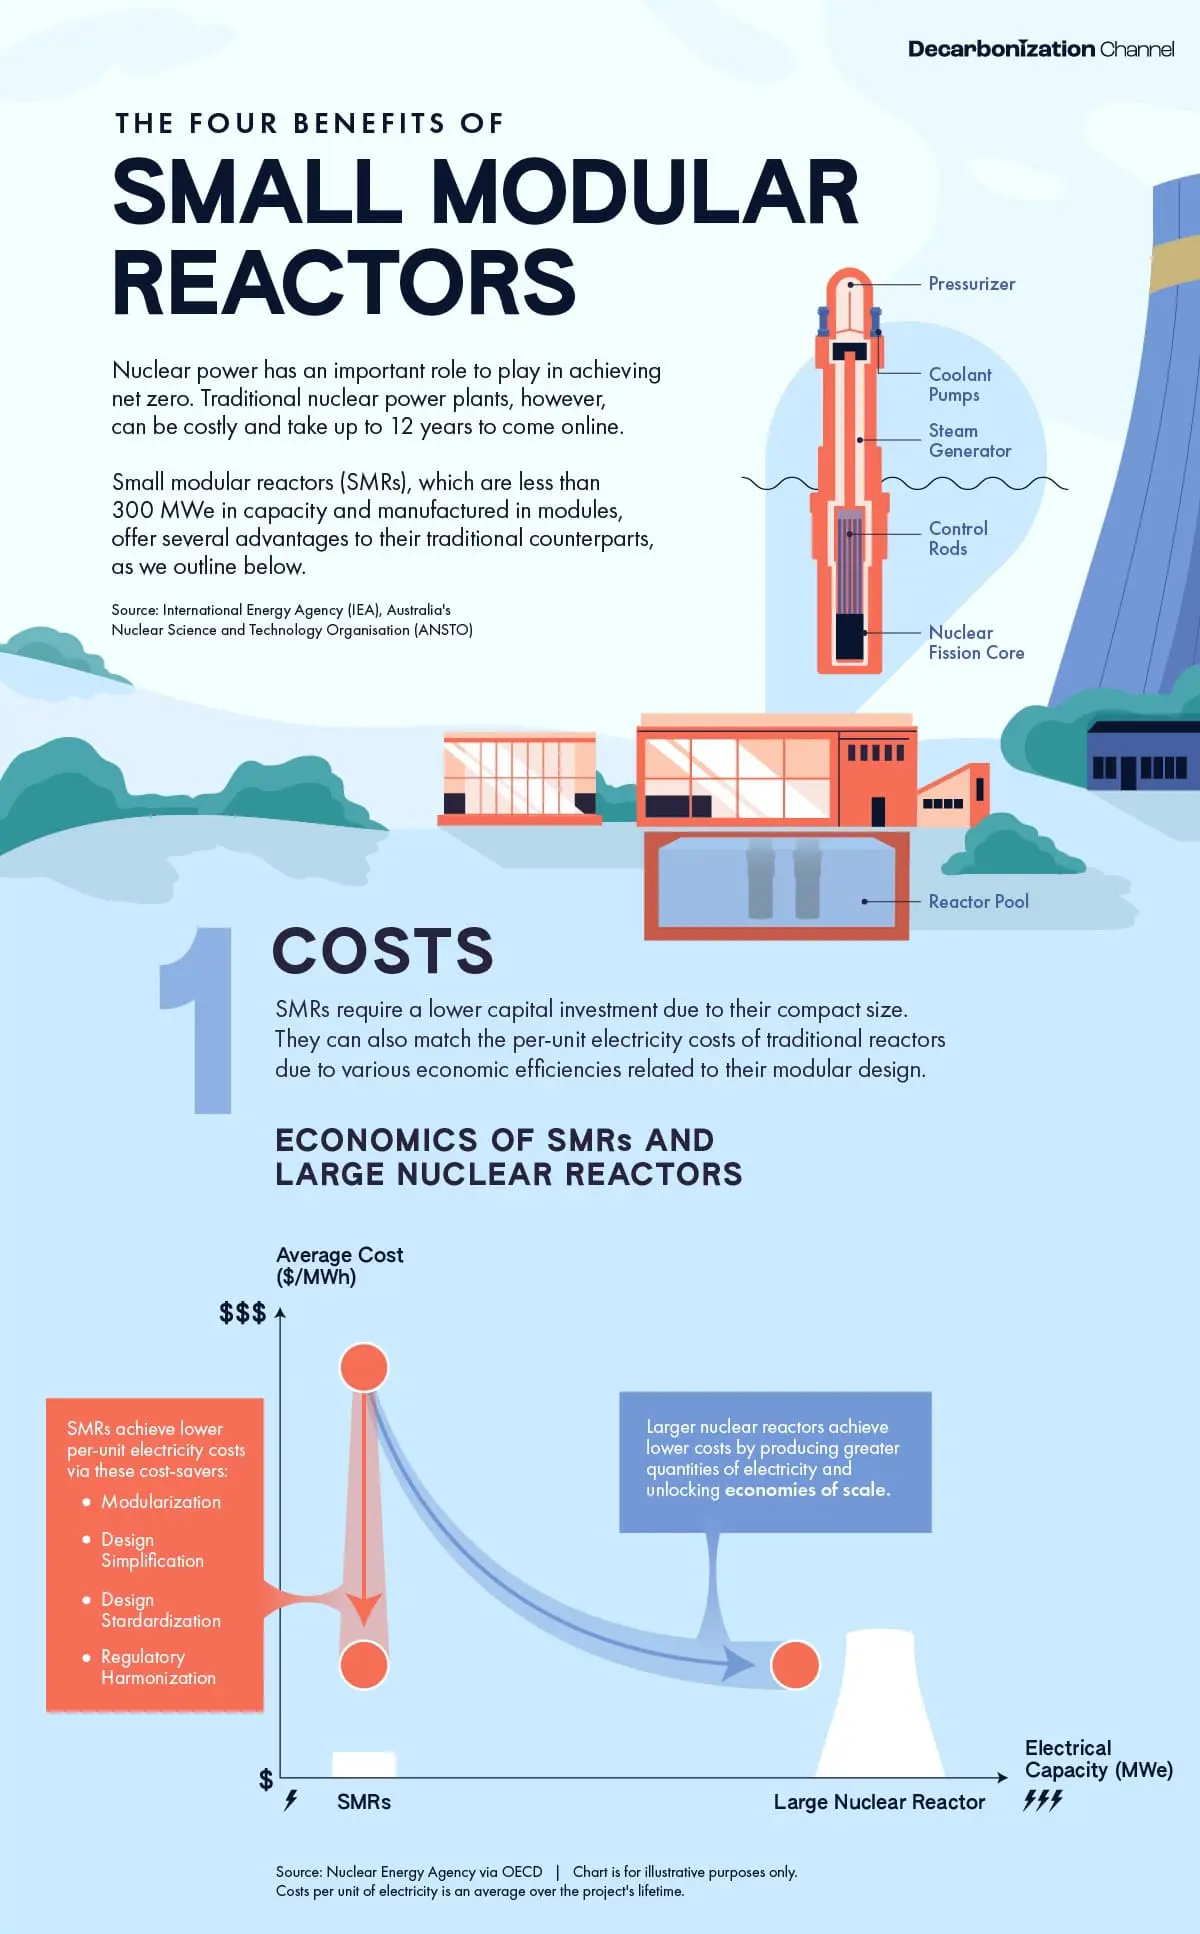 Decarbonization Channel
THE FOUR BENEFITS OF
SMALL MODULAR
REACTORS
Nuclear power has an important role to play in achieving
net zero. Traditional nuclear power plants, however,
can be costly and take up to 12 years to come online.
Small modular reactors (SMRs), which are less than
300 MWe in capacity and manufactured in modules,
offer several advantages to their traditional counterparts,
as we outline below.
Source: International Energy Agency (IEA), Australia's
Nuclear Science and Technology Organisation (ANSTO)
Pressurizer
Coolant
Pumps
Steam
Generator
Control
Rods
Nuclear
Fission Core
Reactor Pool
1
COSTS
SMRs require a lower capital investment due to their compact size.
They can also match the per-unit electricity costs of traditional reactors
due to various economic efficiencies related to their modular design.
ECONOMICS OF SMRs AND
LARGE NUCLEAR REACTORS
Average Cost
($/MWh)
$$$
SMRs achieve lower
per-unit electricity costs
via these cost-savers:
• Modularization
• Design
Simplification
• Design
Stardardization
• Regulatory
Harmonization
Larger nuclear reactors achieve
lower costs by producing greater
quantities of electricity and
unlocking economies of scale.
$
SMRs
Large Nuclear Reactor
Electrical
Capacity (MWe)
Source: Nuclear Energy Agency via OECD | Chart is for illustrative purposes only.
Costs per unit of electricity is an average over the project's lifetime.